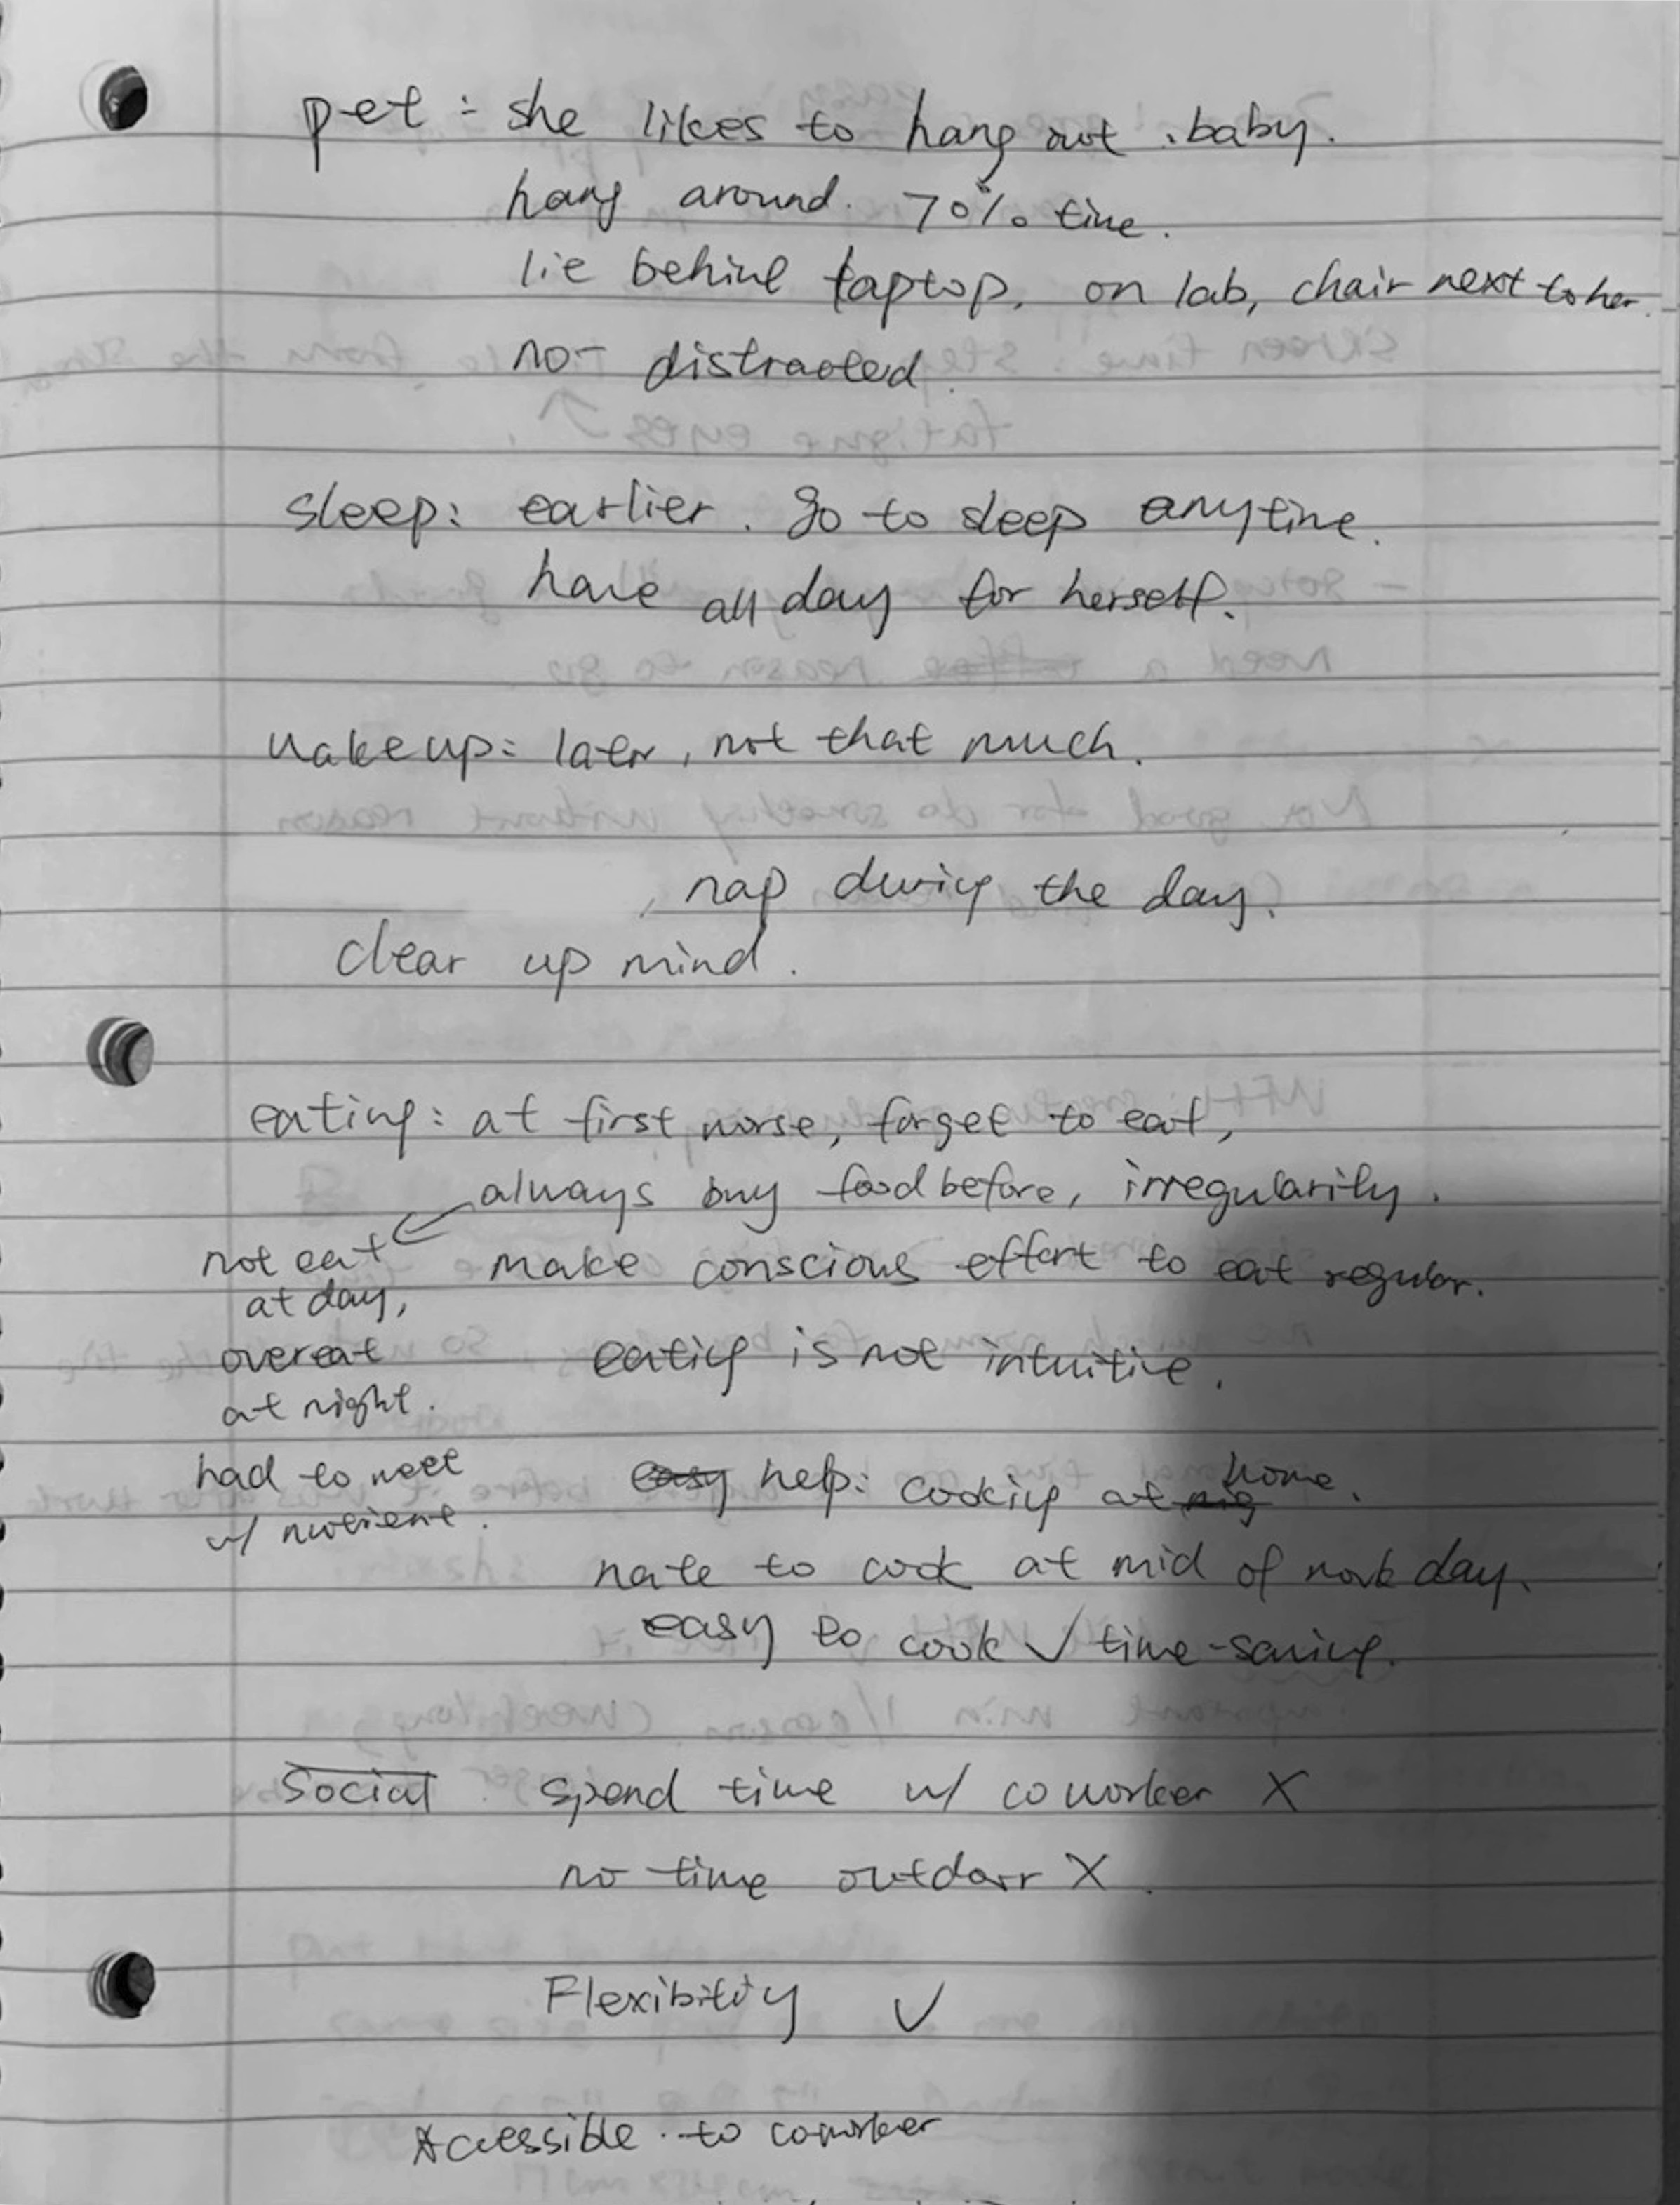 pet: she likes to hang out. baby.
hang around. 70% time.
lie behind laptop, on lab, chair next to her.
not distracted.
sleep: earlier. go to sleep anytime.
have all day for herself.
wake up: later, not that much.
, nap during the day.
clear up mind.
eating: at first worse, forget to eat,
always buy food before, irregularity.
make conscious effort to eat regular.
eating is not intuitive.
not eat
at day,
overeat
at night.
had to meet
w/ nutrient.
easy help: cooking at home.
hate to cook at mid of work day.
easy to cook ✓ time-saving.
Social spend time w/ coworker X
no time outdoor X.
Flexibility ✓
Accessible to coworker